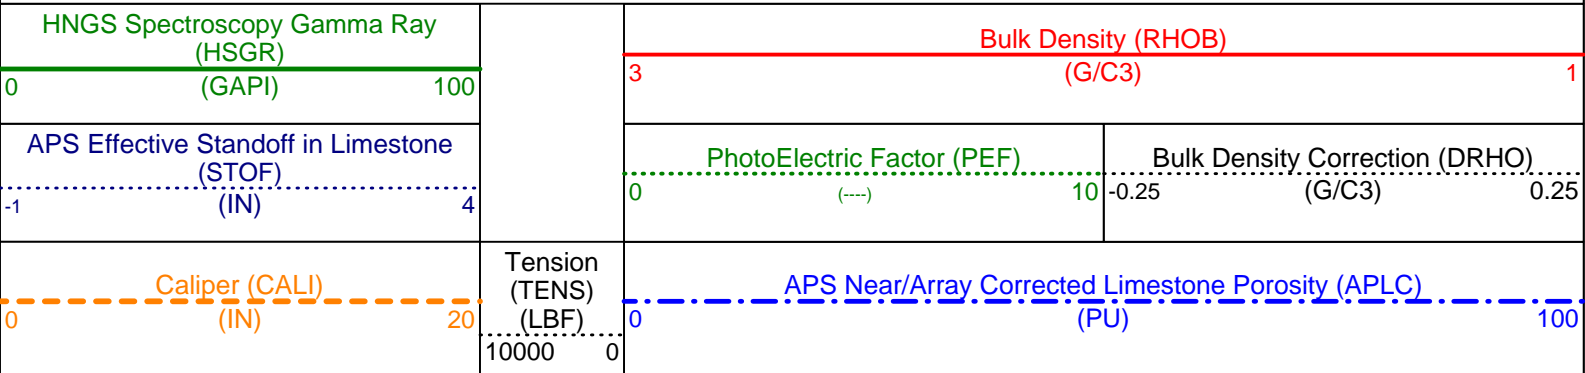 HNGS Spectroscopy Gamma Ray
(HSGR)
0 (GAPI) 100
Bulk Density (RHOB)
3 (G/C3) 1
APS Effective Standoff in Limestone
(STOF)
-1 (IN) 4
PhotoElectric Factor (PEF)
0 (----) 10
Bulk Density Correction (DRHO)
-0.25 (G/C3) 0.25
Caliper (CALI)
0 (IN) 20
Tension
(TENS)
(LBF)
10000 0
APS Near/Array Corrected Limestone Porosity (APLC)
0 (PU) 100